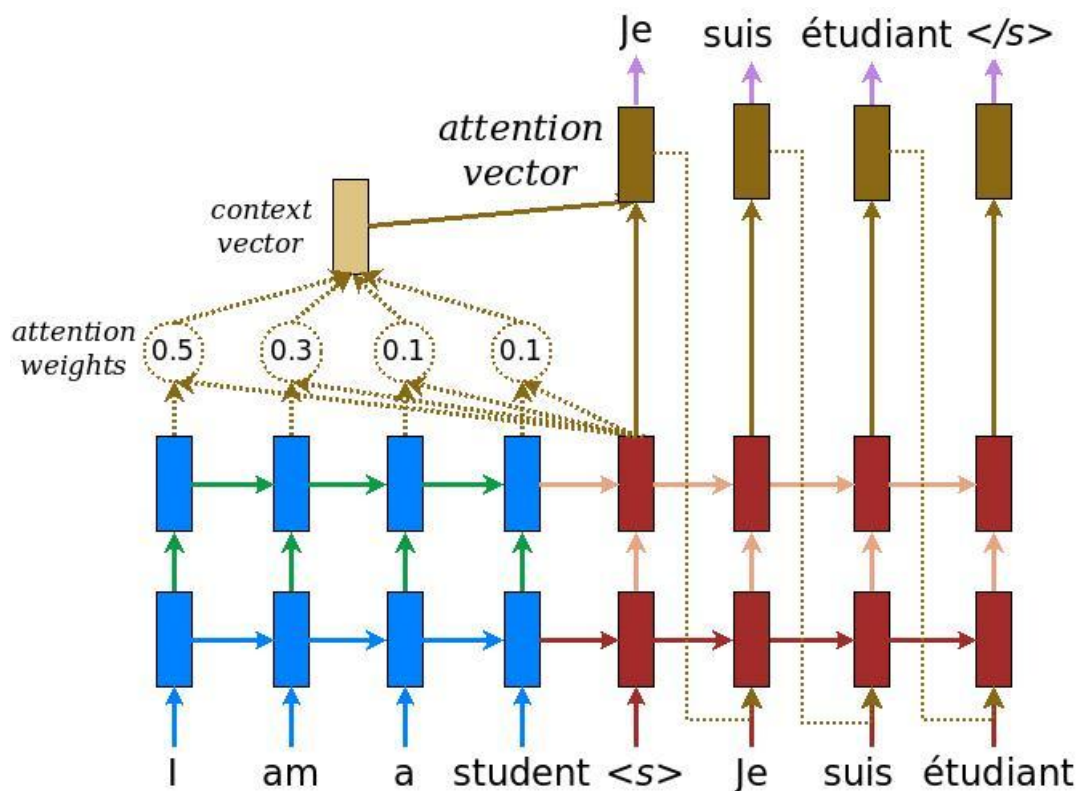 Je suis étudiant </s>
attention
vector
context
vector
attention
weights
0.5 0.3 0.1 0.1
I am a student <s> Je suis étudiant